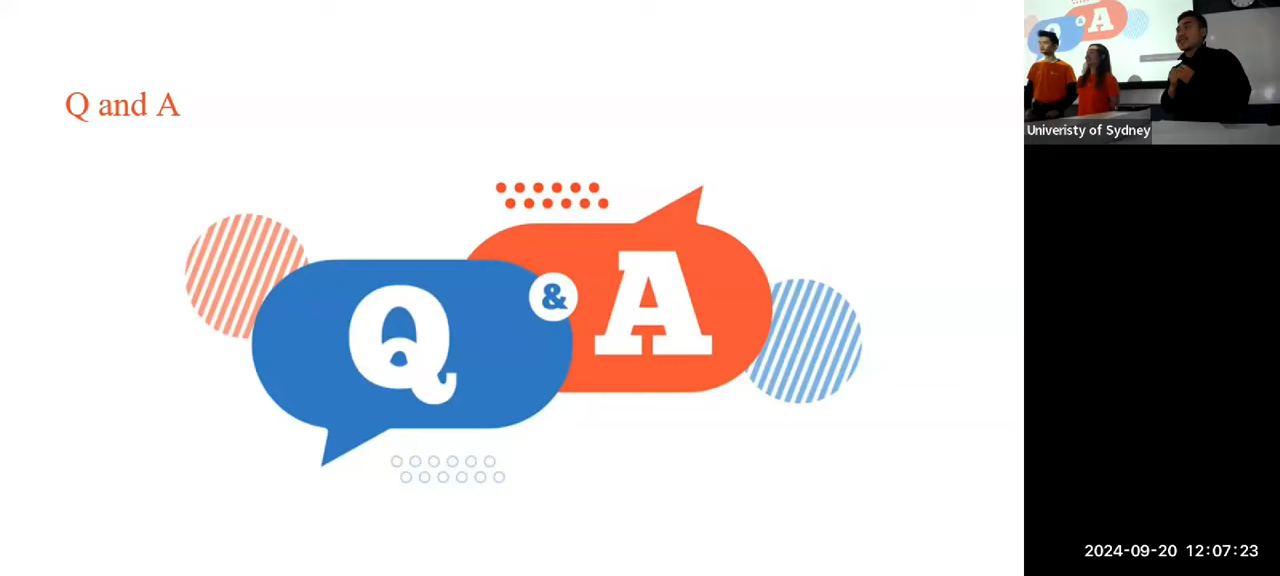 Q and A
Q & A
Q & A
Univeristy of Sydney
2024-09-20 12:07:23